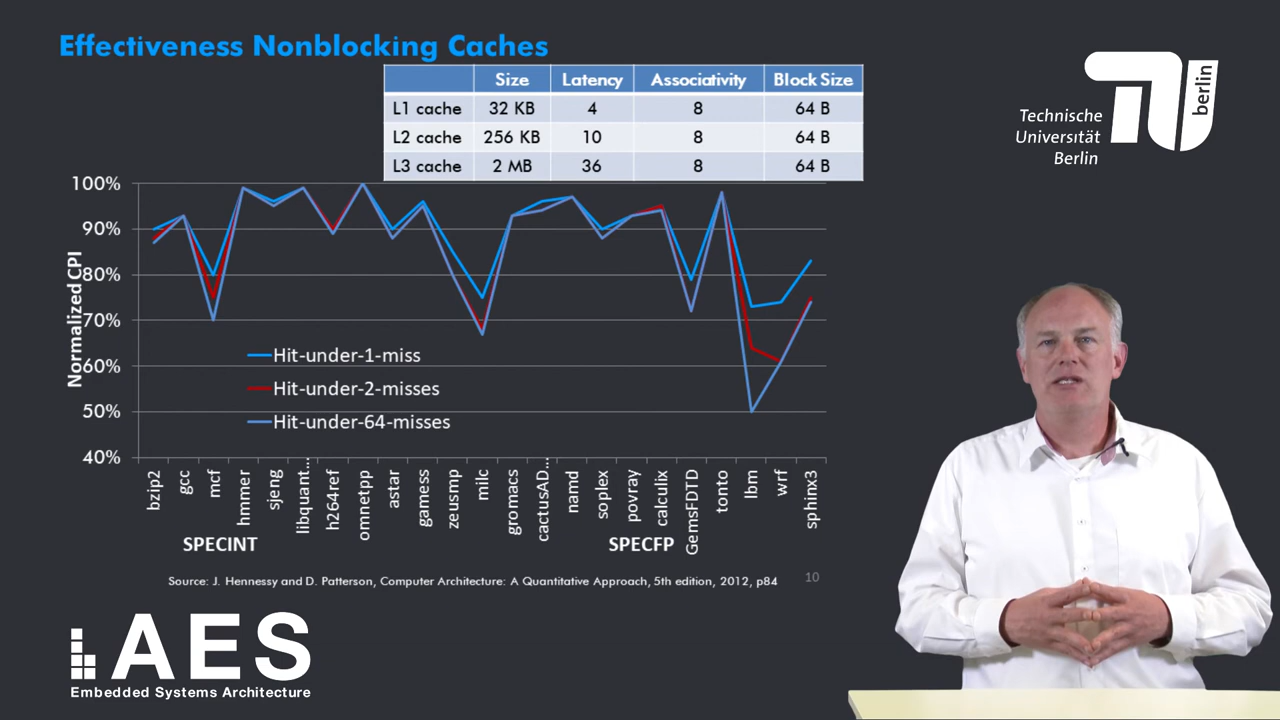 Effectiveness Nonblocking Caches
Size Latency Associativity Block Size
L1 cache 32 KB 4 8 64 B
L2 cache 256 KB 10 8 64 B
L3 cache 2 MB 36 8 64 B
Technische
Universität
Berlin
berlin
100%
90%
80%
70%
60%
50%
40%
Normalized CPI
Hit-under-1-miss
Hit-under-2-misses
Hit-under-64-misses
bzip2
gcc
mcf
hmmer
sjeng
libquant...
h264ref
omnetpp
astar
gamess
zeusmp
milc
gromacs
cactusAD...
namd
soplex
povray
calculix
GemsFDTD
tonto
lbm
wrf
sphinx3
SPECINT SPECFP
Source: J. Hennessy and D. Patterson, Computer Architecture: A Quantitative Approach, 5th edition, 2012, p84
10
AES
Embedded Systems Architecture